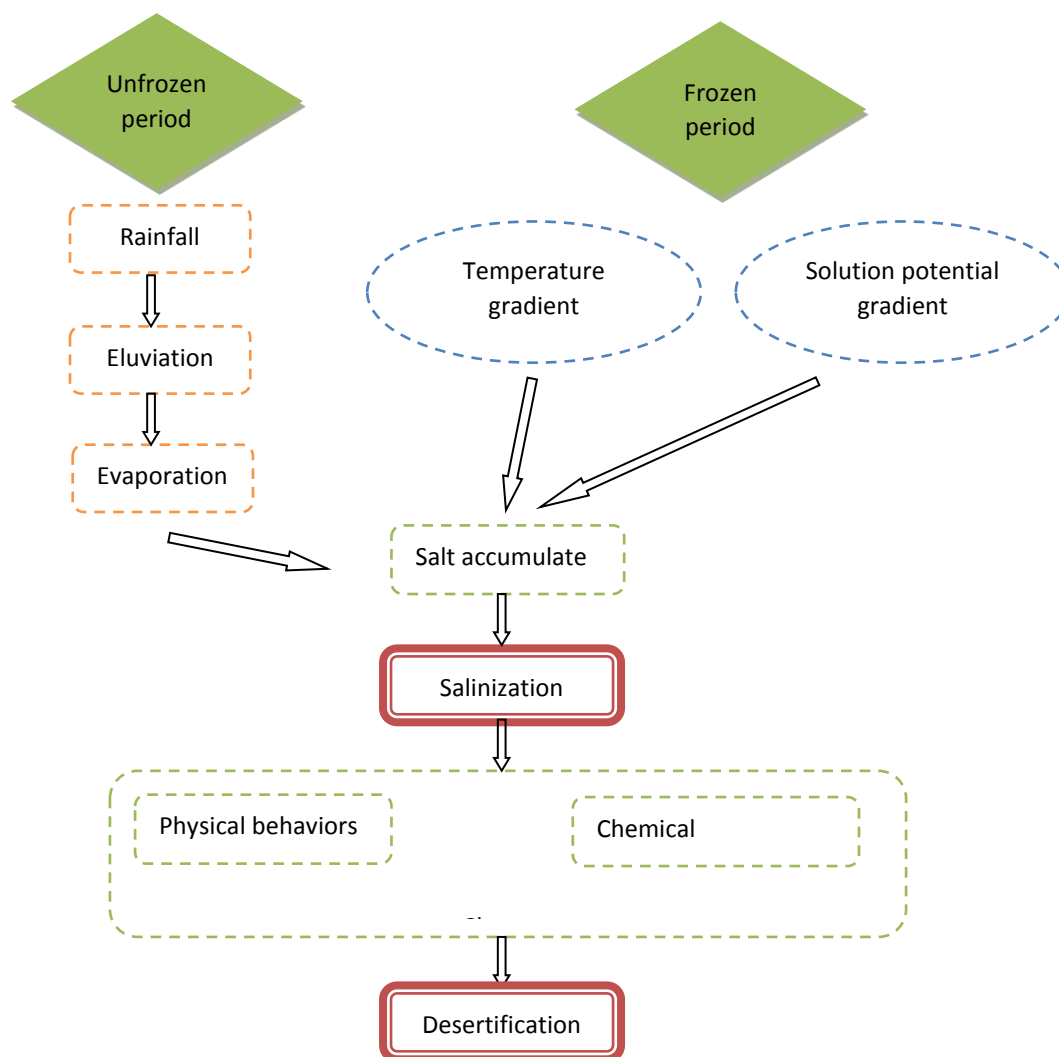 Unfrozen
period
Frozen
period
Rainfall
Temperature
gradient
Solution potential
gradient
Eluviation
Evaporation
Salt accumulate
Salinization
Physical behaviors
Chemical
Desertification